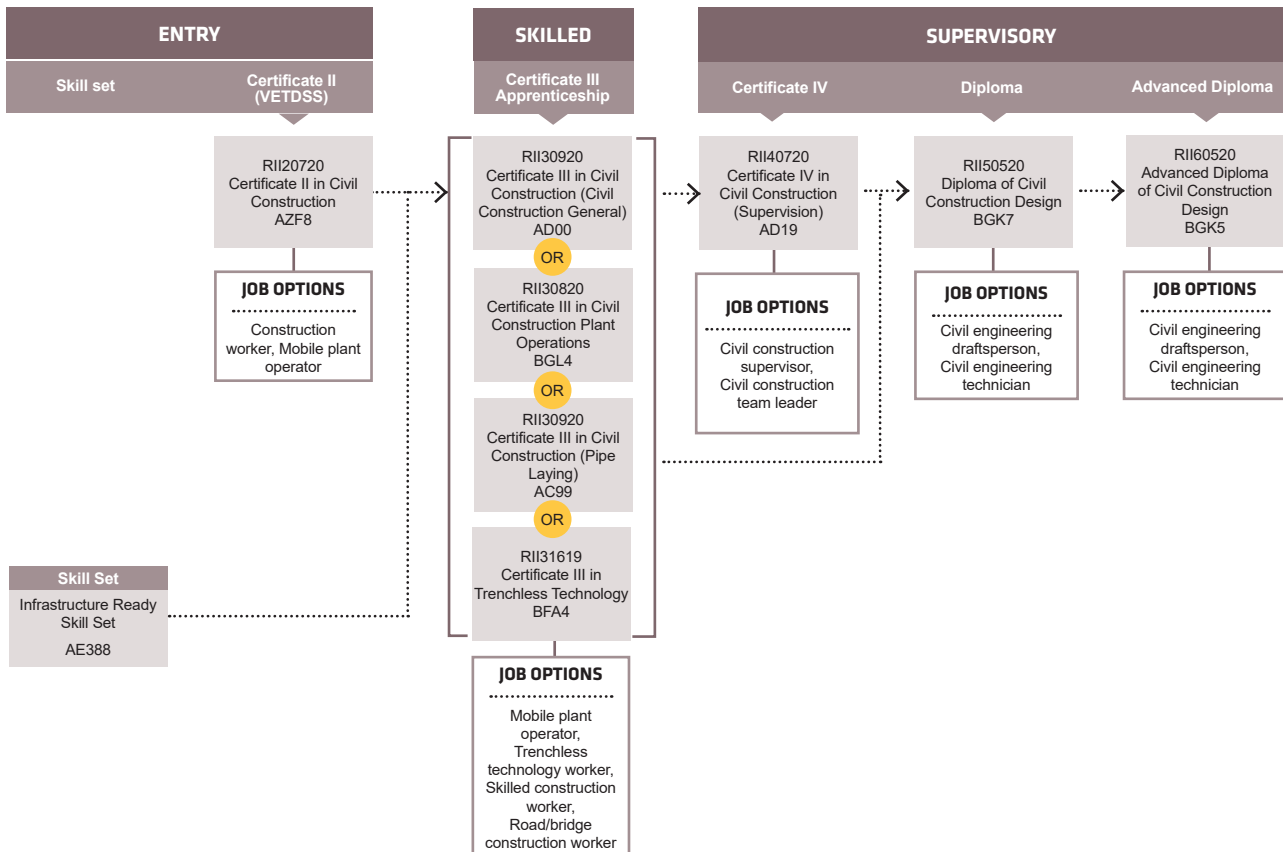 ENTRY
SKILLED
SUPERVISORY
Skill set
Certificate II
(VETDSS)
Certificate III
Apprenticeship
Certificate IV
Diploma
Advanced Diploma
RII20720
Certificate II in Civil
Construction
AZF8
JOB OPTIONS
Construction
worker, Mobile plant
operator
Skill Set
Infrastructure Ready
Skill Set
AE388
RII30920
Certificate III in Civil
Construction (Civil
Construction General)
AD00
OR
RII30820
Certificate III in Civil
Construction Plant
Operations
BGL4
OR
RII30920
Certificate III in Civil
Construction (Pipe
Laying)
AC99
OR
RII31619
Certificate III in
Trenchless Technology
BFA4
JOB OPTIONS
Mobile plant
operator,
Trenchless
technology worker,
Skilled construction
worker,
Road/bridge
construction worker
RII40720
Certificate IV in
Civil Construction
(Supervision)
AD19
JOB OPTIONS
Civil construction
supervisor,
Civil construction
team leader
RII50520
Diploma of Civil
Construction Design
BGK7
JOB OPTIONS
Civil engineering
draftsperson,
Civil engineering
technician
RII60520
Advanced Diploma
of Civil Construction
Design
BGK5
JOB OPTIONS
Civil engineering
draftsperson,
Civil engineering
technician